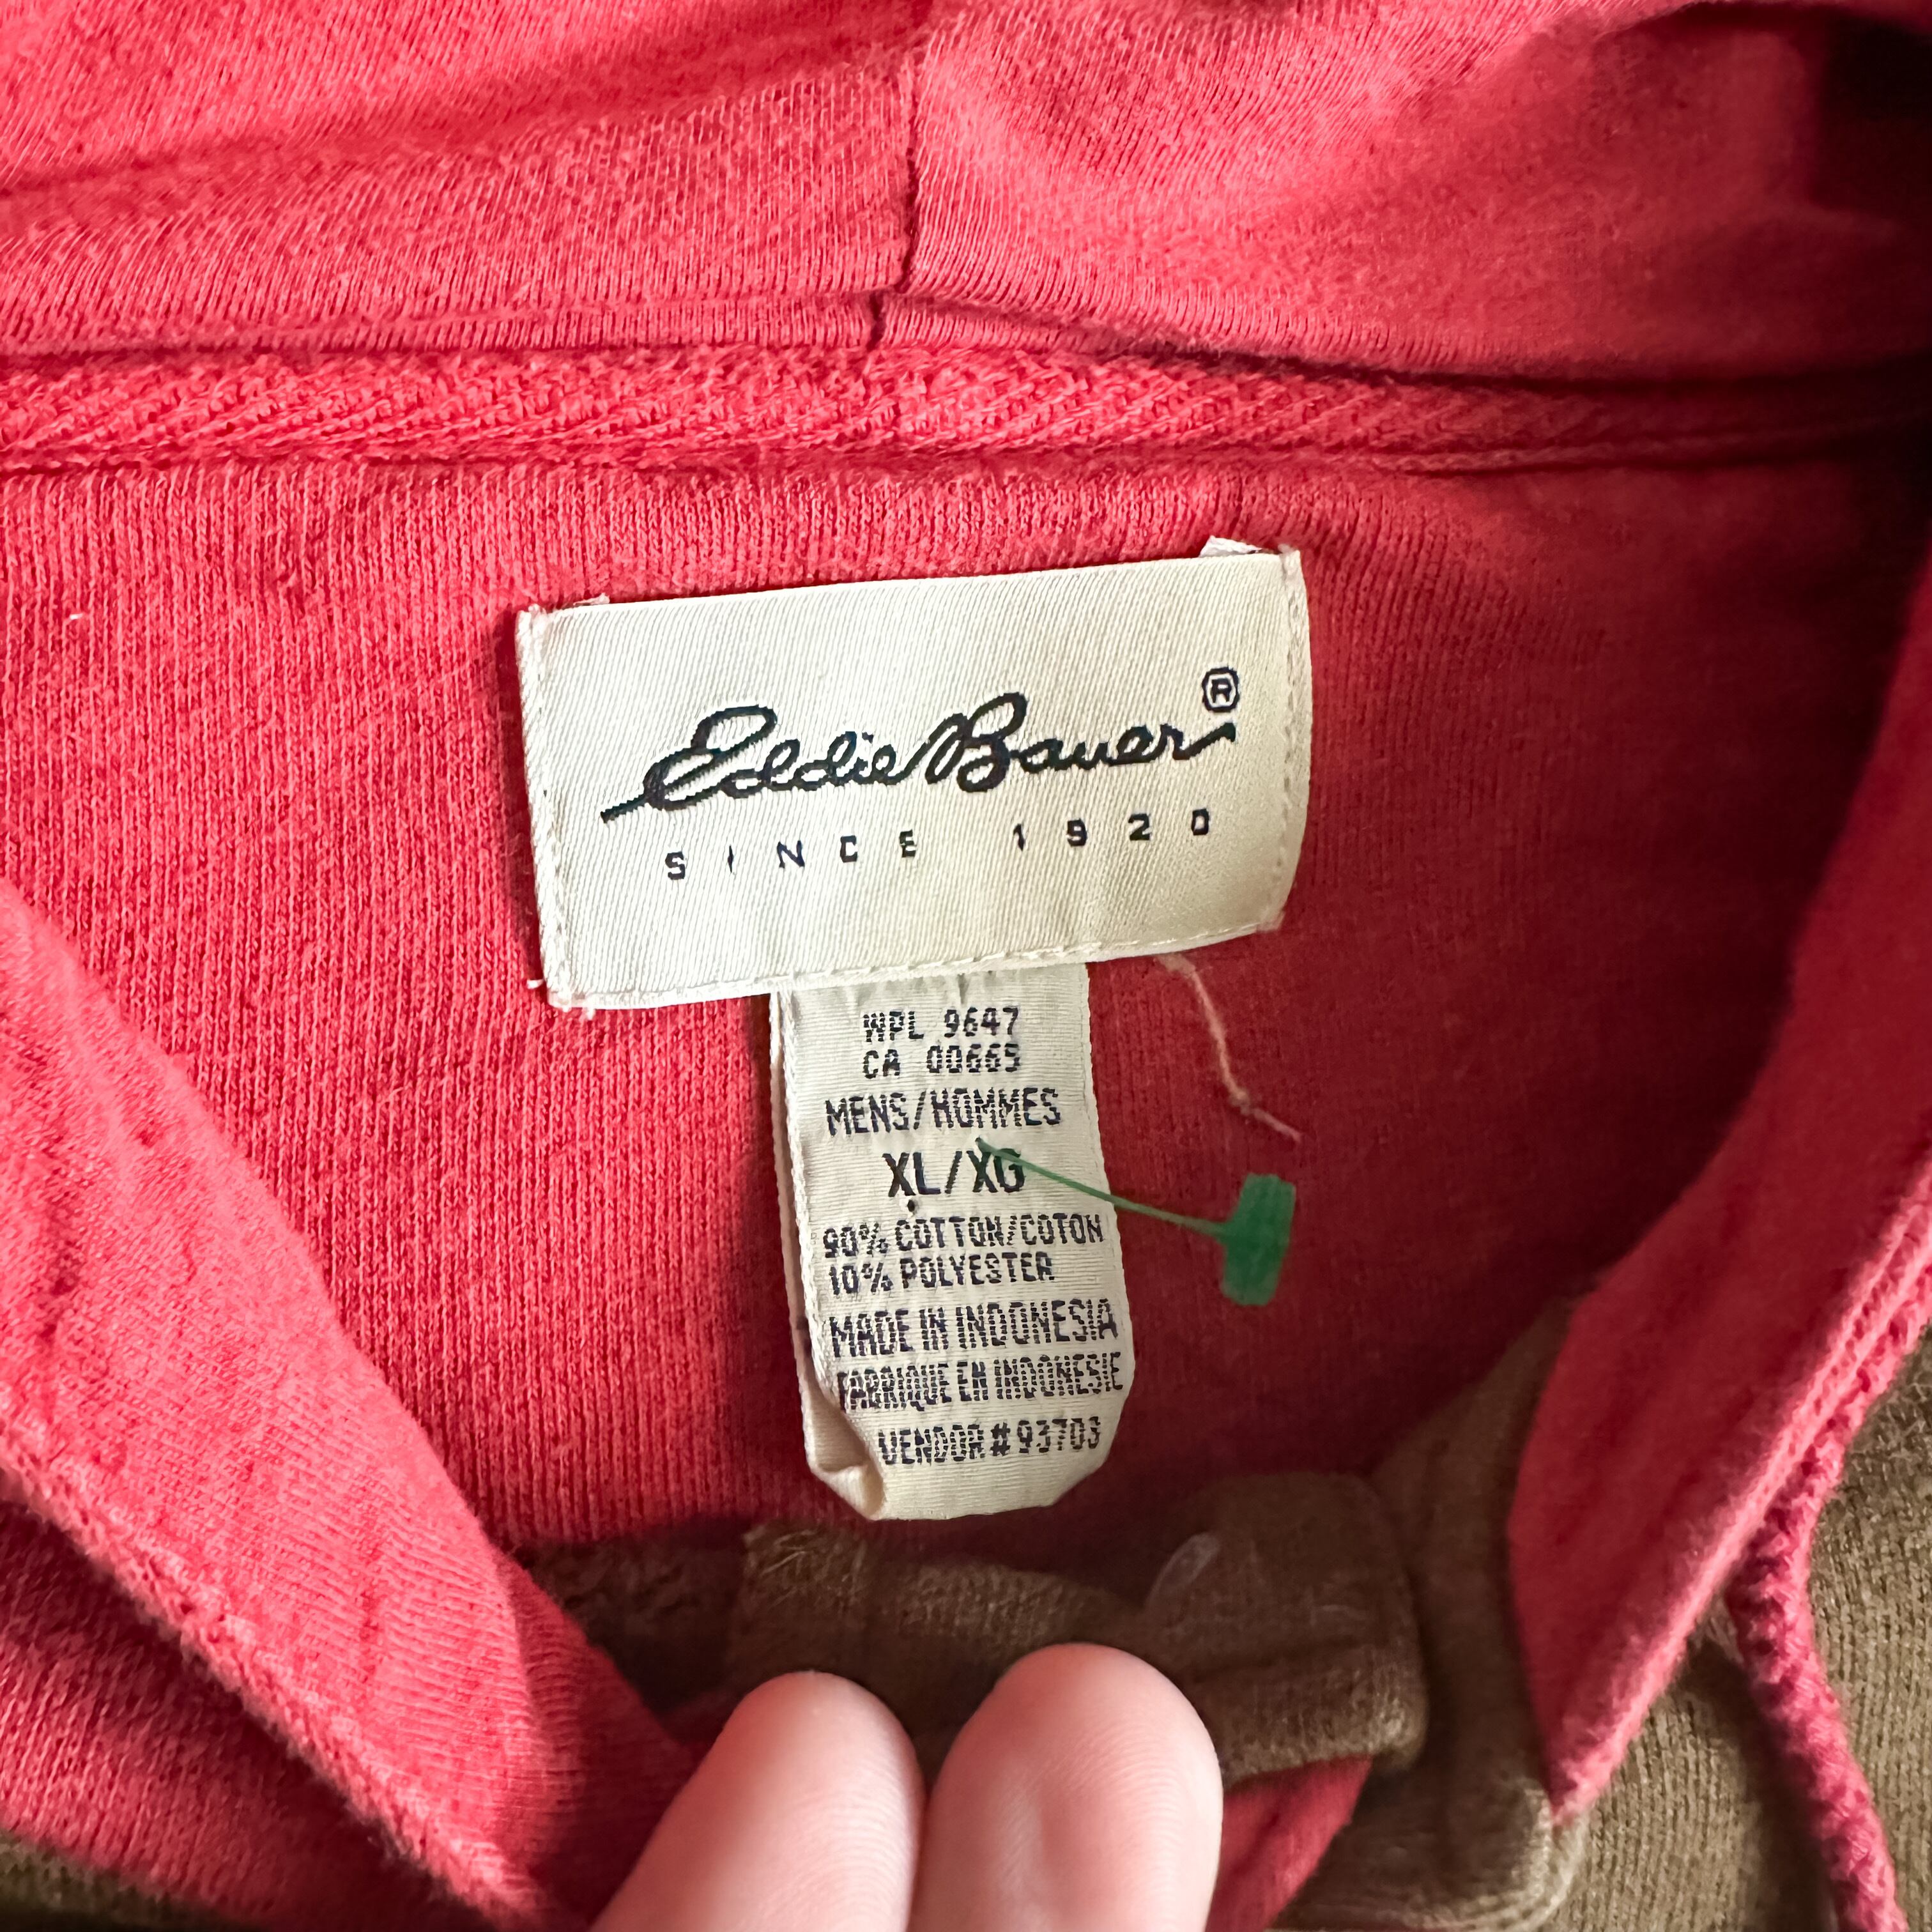 Eddie Bauer®
SINCE 1920
WPL 9647
CA 00665
MENS/HOMMES
XL/XG
90% COTTON/COTON
10% POLYESTER
MADE IN INDONESIA
FABRIQUE EN INDONESIE
VENDOR # 93703